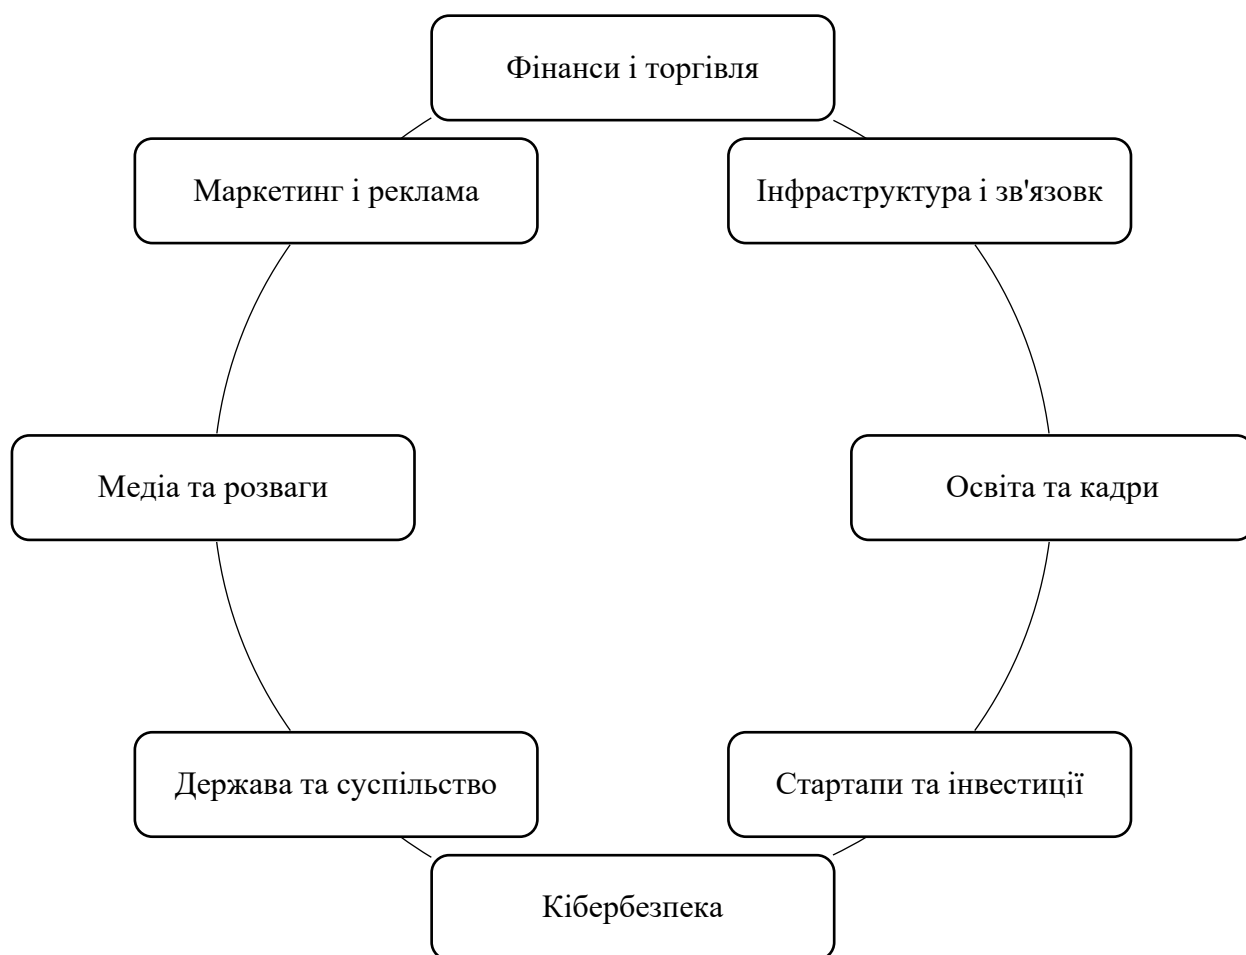 Фінанси і торгівля
Маркетинг і реклама
Інфраструктура і зв'язовк
Медіа та розваги
Освіта та кадри
Держава та суспільство
Стартапи та інвестиції
Кібербезпека